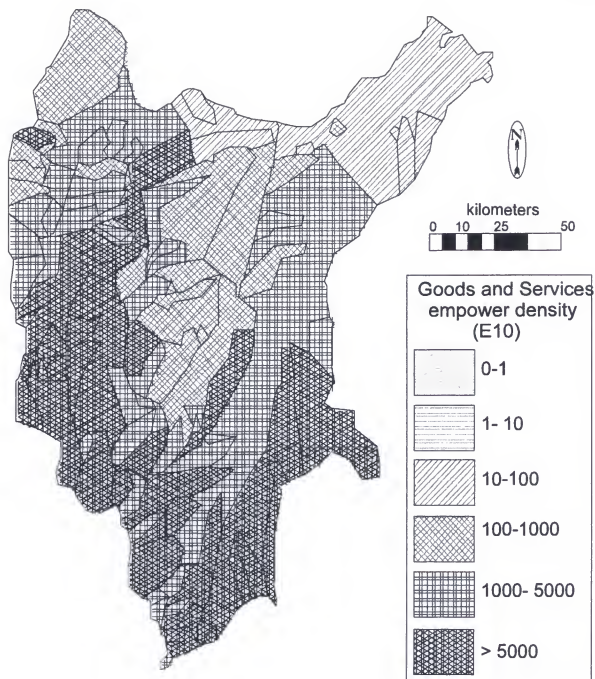 N
kilometers
0 10 25 50
Goods and Services
empower density
(E10)
0-1
1- 10
10-100
100-1000
1000- 5000
> 5000